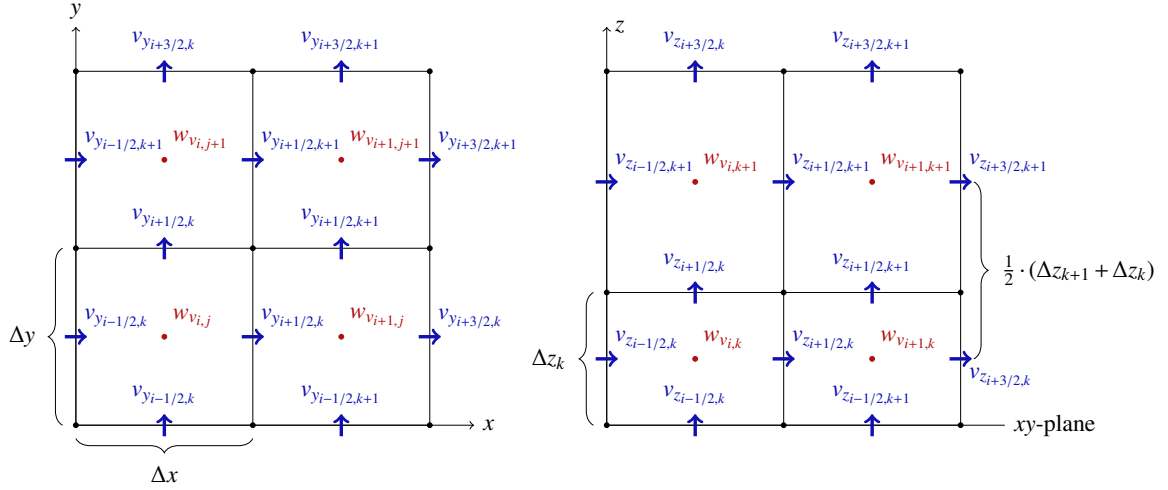 y
v_{y_{i+3/2,k}} v_{y_{i+3/2,k+1}}
v_{y_{i-1/2,k+1}} w_{v_{i,j+1}} v_{y_{i+1/2,k+1}} w_{v_{i+1,j+1}} v_{y_{i+3/2,k+1}}
v_{y_{i+1/2,k}} v_{y_{i+1/2,k+1}}
Δy
v_{y_{i-1/2,k}} w_{v_{i,j}} v_{y_{i+1/2,k}} w_{v_{i+1,j}} v_{y_{i+3/2,k}}
v_{y_{i-1/2,k}} v_{y_{i-1/2,k+1}}
x
Δx
z
v_{z_{i+3/2,k}} v_{z_{i+3/2,k+1}}
v_{z_{i-1/2,k+1}} w_{v_{i,k+1}} v_{z_{i+1/2,k+1}} w_{v_{i+1,k+1}} v_{z_{i+3/2,k+1}}
v_{z_{i+1/2,k}} v_{z_{i+1/2,k+1}}
½ · (Δz_{k+1} + Δz_k)
Δz_k
v_{z_{i-1/2,k}} w_{v_{i,k}} v_{z_{i+1/2,k}} w_{v_{i+1,k}} v_{z_{i+3/2,k}}
v_{z_{i-1/2,k}} v_{z_{i-1/2,k+1}}
xy-plane